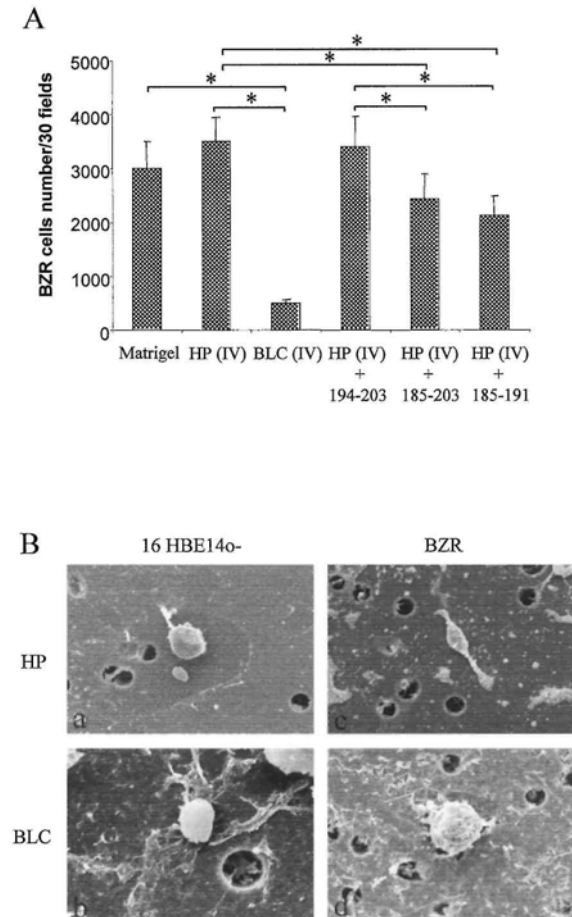 A
BZR cells number/30 fields
6000
5000
4000
3000
2000
1000
0
* * * * * *
Matrigel HP (IV) BLC (IV) HP (IV) HP (IV) HP (IV)
+ + +
194-203 185-203 185-191
B
16 HBE14o- BZR
HP
a c
BLC
b d